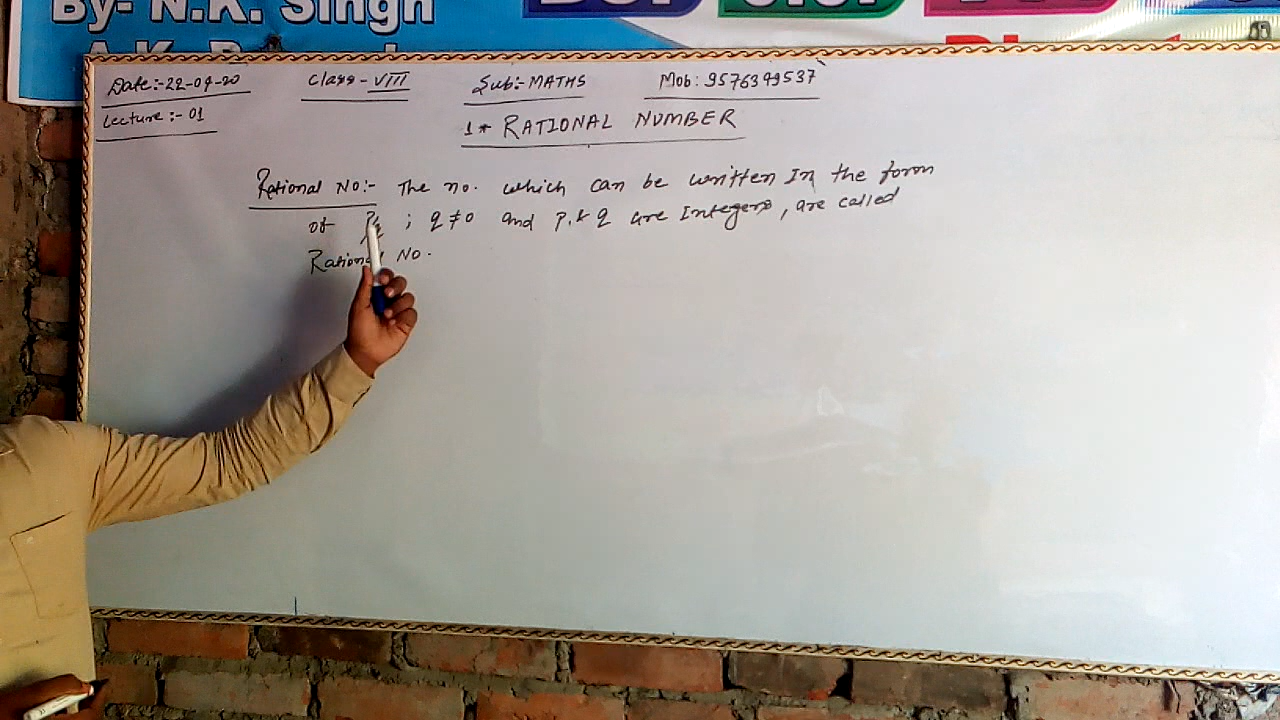 By- N.K. Singh
Date:-22-04-20 Class-VIII Sub:-MATHS Mob: 9576349537
Lecture:-01
1* RATIONAL NUMBER
Rational No:- The no. which can be written In the form
of P/q ; q≠0 and p. & q are Integers, are called
Rational No.